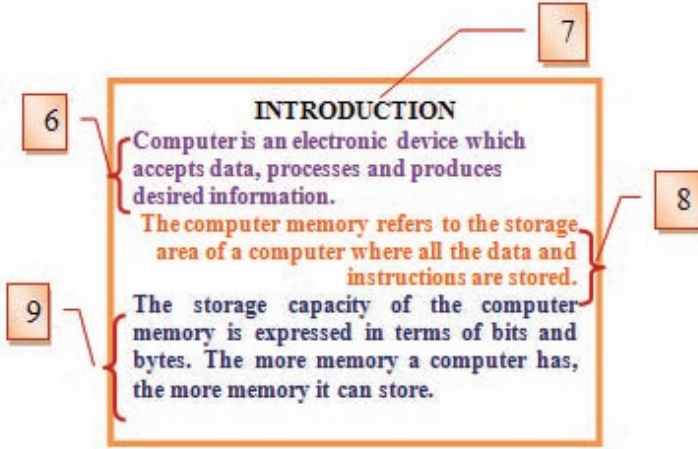 7
6
INTRODUCTION
Computer is an electronic device which
accepts data, processes and produces
desired information.
8
The computer memory refers to the storage
area of a computer where all the data and
instructions are stored.
9
The storage capacity of the computer
memory is expressed in terms of bits and
bytes. The more memory a computer has,
the more memory it can store.